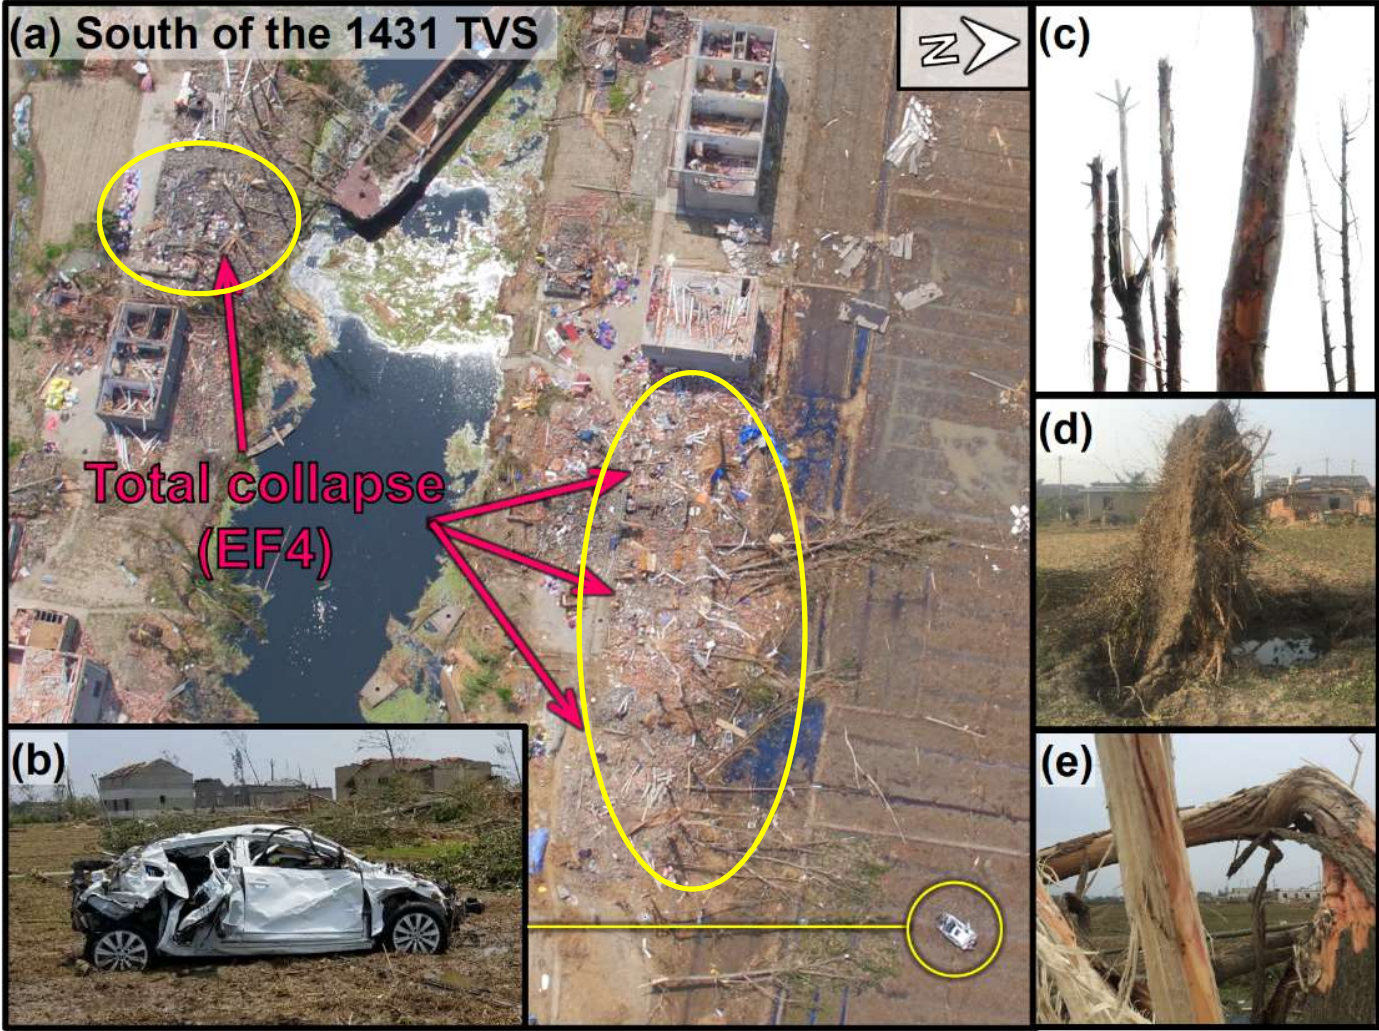 (a) South of the 1431 TVS
N
(c)
Total collapse
(EF4)
(d)
(b)
(e)